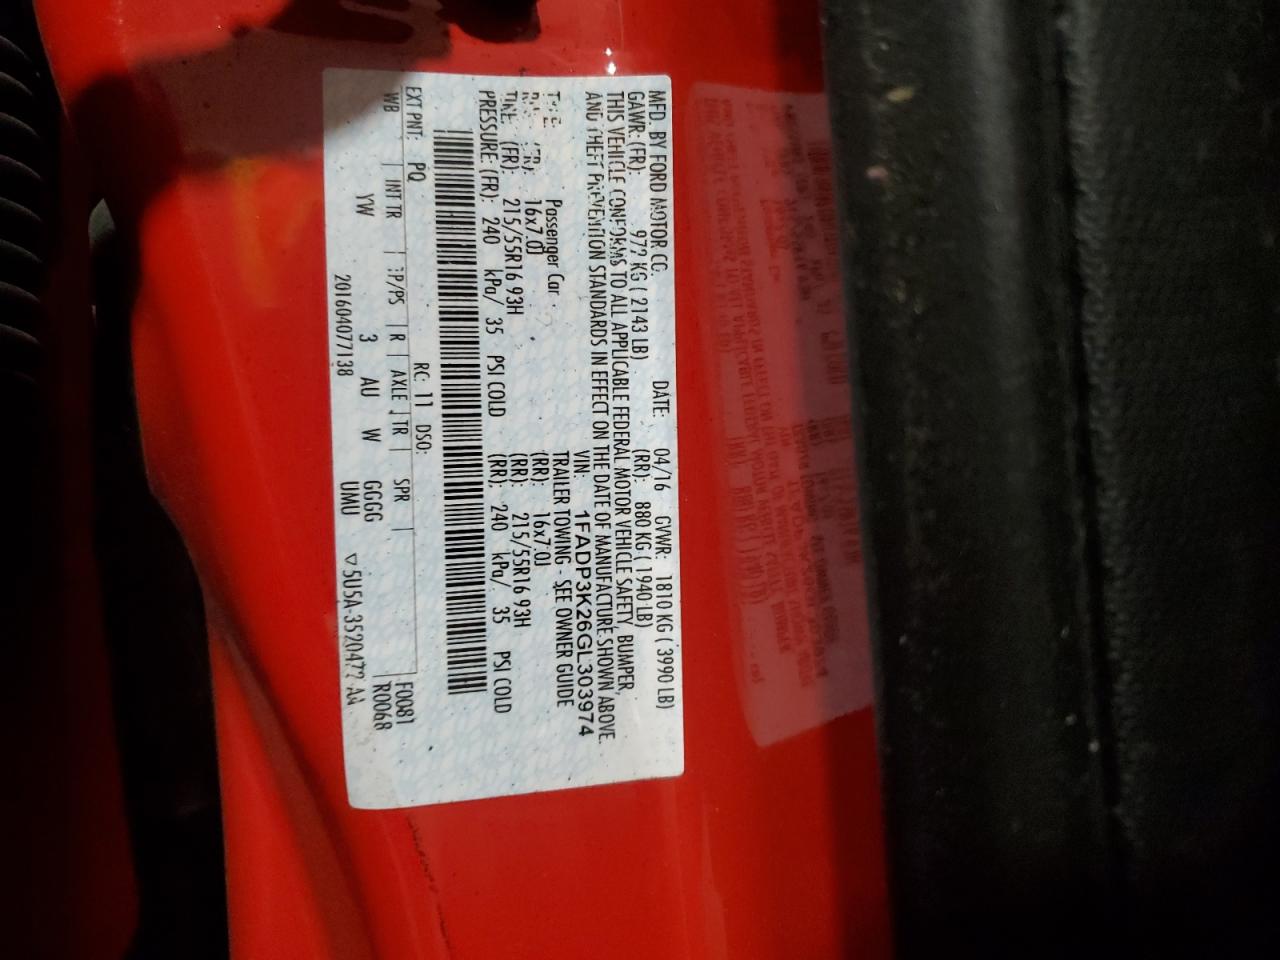 MFD. BY FORD MOTOR CO. DATE: 04/16 GVWR: 1810 KG ( 3990 LB)
GAWR: (FR): 972 KG ( 2143 LB) (RR): 880 KG ( 1940 LB)
THIS VEHICLE CONFORMS TO ALL APPLICABLE FEDERAL MOTOR VEHICLE SAFETY, BUMPER,
AND THEFT PREVENTION STANDARDS IN EFFECT ON THE DATE OF MANUFACTURE SHOWN ABOVE.
VIN: 1FADP3K26GL303974
TYPE: Passenger Car TRAILER TOWING - SEE OWNER GUIDE
(FR): 16x7.0J (RR): 16x7.0J
TIRE: (FR): 215/55R16 93H (RR): 215/55R16 93H
PRESSURE: (FR): 240 kPa/ 35 PSI COLD (RR): 240 kPa/ 35 PSI COLD
RC: 11 DSO: F0081
EXT PNT: PQ R0068
WB INT TR TP/PS R AXLE TR SPR
YW 3 AU W GGGG
201604077138 UMU ▽5U5A-3520472-AA